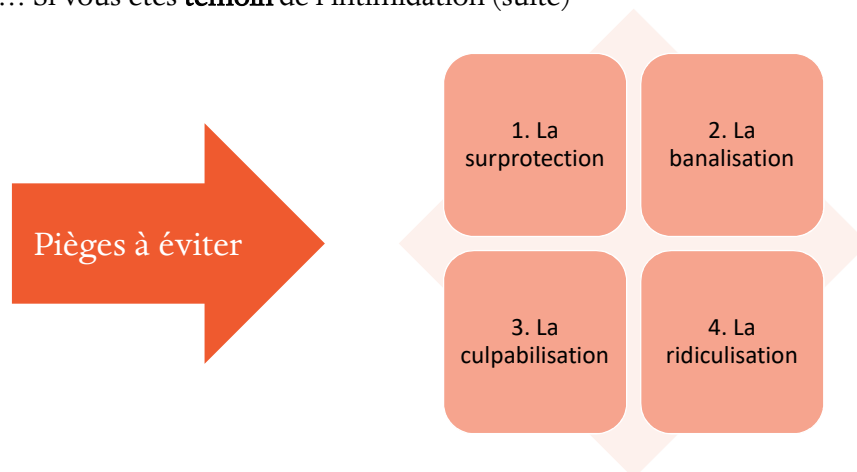 … Si vous êtes témoin de l'intimidation (suite)
Pièges à éviter
1. La
surprotection
2. La
banalisation
3. La
culpabilisation
4. La
ridiculisation